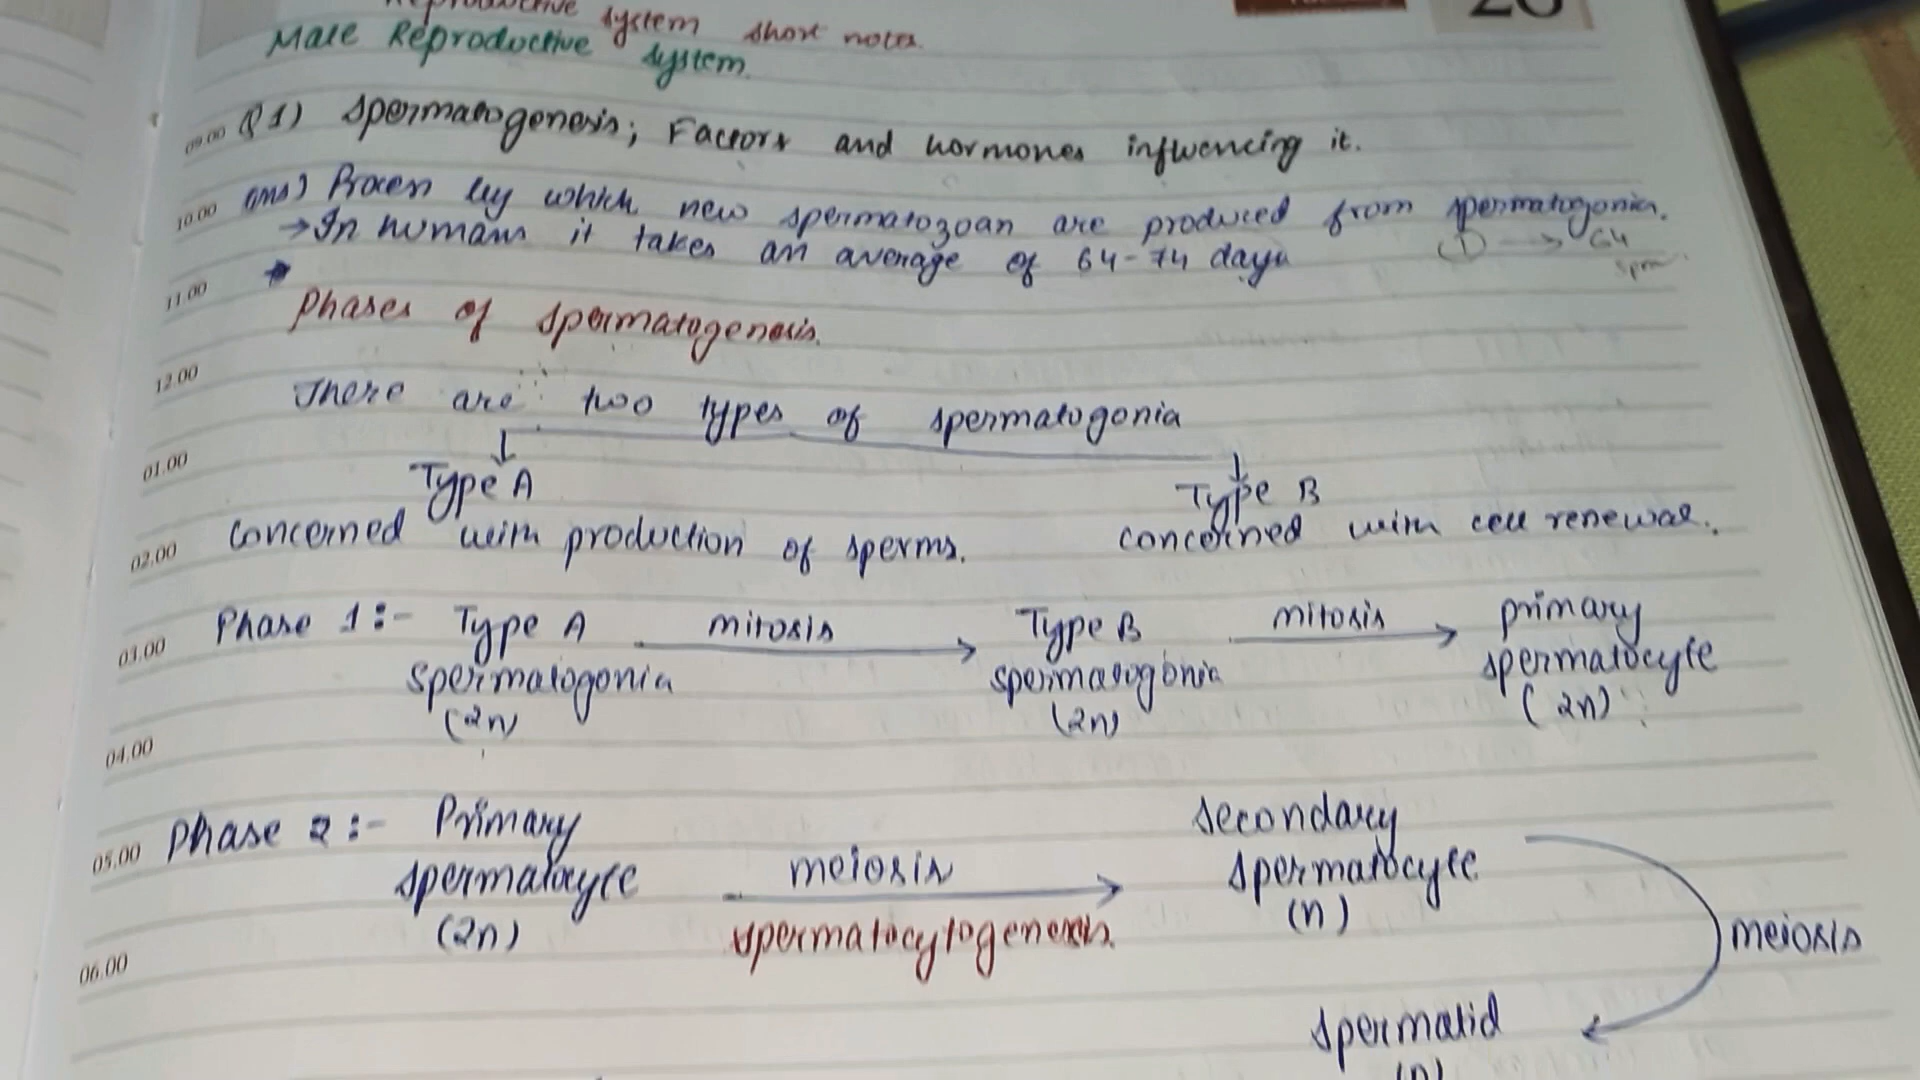 Reproductive system short notes.
Male Reproductive system
09.00 Q1) Spermatogenesis; Factors and hormones influencing it.
10.00 Ans) Process by which new spermatozoan are produced from spermatogonia.
→ In humans it takes an average of 64-74 days
(1) → 64
11.00
Phases of spermatogenesis.
12.00
There are two types of spermatogonia
01.00
Type A Type B
02.00 Concerned with production of sperms. concerned with cell renewal.
03.00 Phase 1:- Type A mitosis Type B mitosis primary
spermatogonia spermatogonia spermatocyte
(2n) (2n) (2n)
04.00
05.00 Phase 2:- Primary secondary
spermatocyte meiosis spermatocyte
(2n) spermatocytogenesis. (n) meiosis
06.00
spermatid
(n)